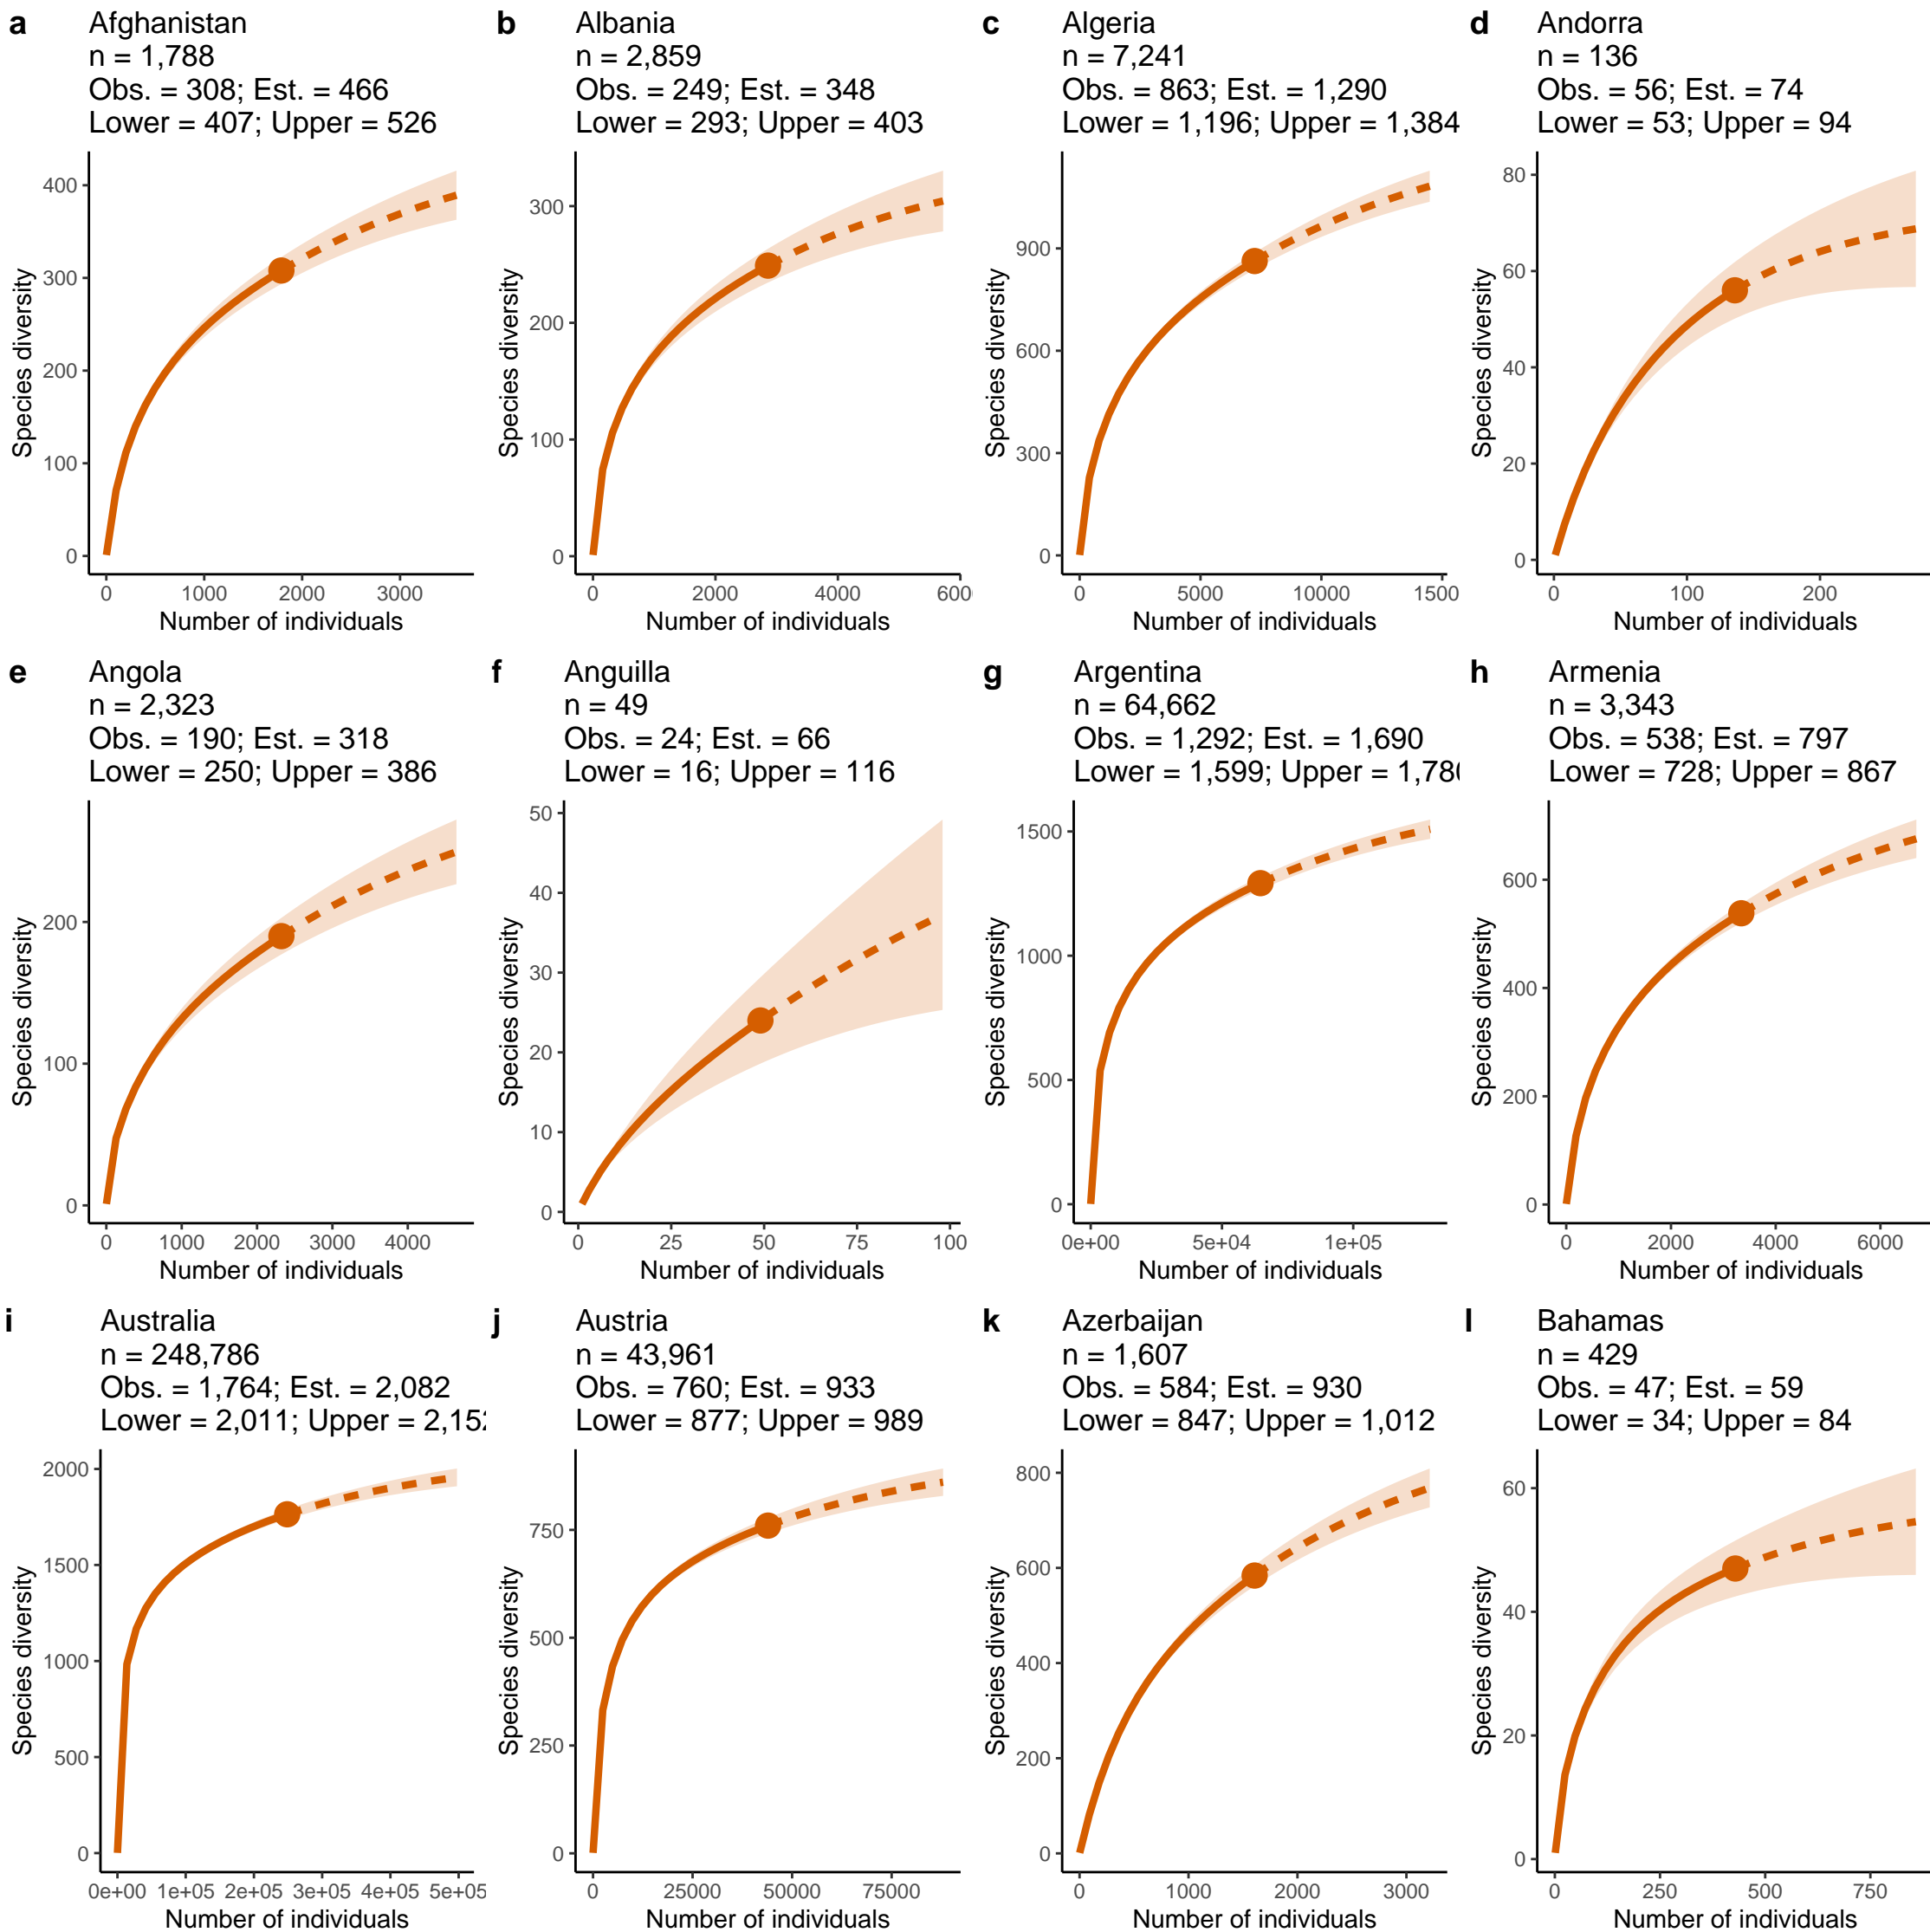 a
Afghanistan
n = 1,788
Obs. = 308; Est. = 466
Lower = 407; Upper = 526
Species diversity
400
300
200
100
0
0 1000 2000 3000
Number of individuals
b
Albania
n = 2,859
Obs. = 249; Est. = 348
Lower = 293; Upper = 403
Species diversity
300
200
100
0
0 2000 4000 600
Number of individuals
c
Algeria
n = 7,241
Obs. = 863; Est. = 1,290
Lower = 1,196; Upper = 1,384
Species diversity
900
600
300
0
0 5000 10000 1500
Number of individuals
d
Andorra
n = 136
Obs. = 56; Est. = 74
Lower = 53; Upper = 94
Species diversity
80
60
40
20
0
0 100 200
Number of individuals
e
Angola
n = 2,323
Obs. = 190; Est. = 318
Lower = 250; Upper = 386
Species diversity
200
100
0
0 1000 2000 3000 4000
Number of individuals
f
Anguilla
n = 49
Obs. = 24; Est. = 66
Lower = 16; Upper = 116
Species diversity
50
40
30
20
10
0
0 25 50 75 100
Number of individuals
g
Argentina
n = 64,662
Obs. = 1,292; Est. = 1,690
Lower = 1,599; Upper = 1,78
Species diversity
1500
1000
500
0
0e+00 5e+04 1e+05
Number of individuals
h
Armenia
n = 3,343
Obs. = 538; Est. = 797
Lower = 728; Upper = 867
Species diversity
600
400
200
0
0 2000 4000 6000
Number of individuals
i
Australia
n = 248,786
Obs. = 1,764; Est. = 2,082
Lower = 2,011; Upper = 2,15
Species diversity
2000
1500
1000
500
0
0e+00 1e+05 2e+05 3e+05 4e+05 5e+05
Number of individuals
j
Austria
n = 43,961
Obs. = 760; Est. = 933
Lower = 877; Upper = 989
Species diversity
750
500
250
0
0 25000 50000 75000
Number of individuals
k
Azerbaijan
n = 1,607
Obs. = 584; Est. = 930
Lower = 847; Upper = 1,012
Species diversity
800
600
400
200
0
0 1000 2000 3000
Number of individuals
l
Bahamas
n = 429
Obs. = 47; Est. = 59
Lower = 34; Upper = 84
Species diversity
60
40
20
0
0 250 500 750
Number of individuals